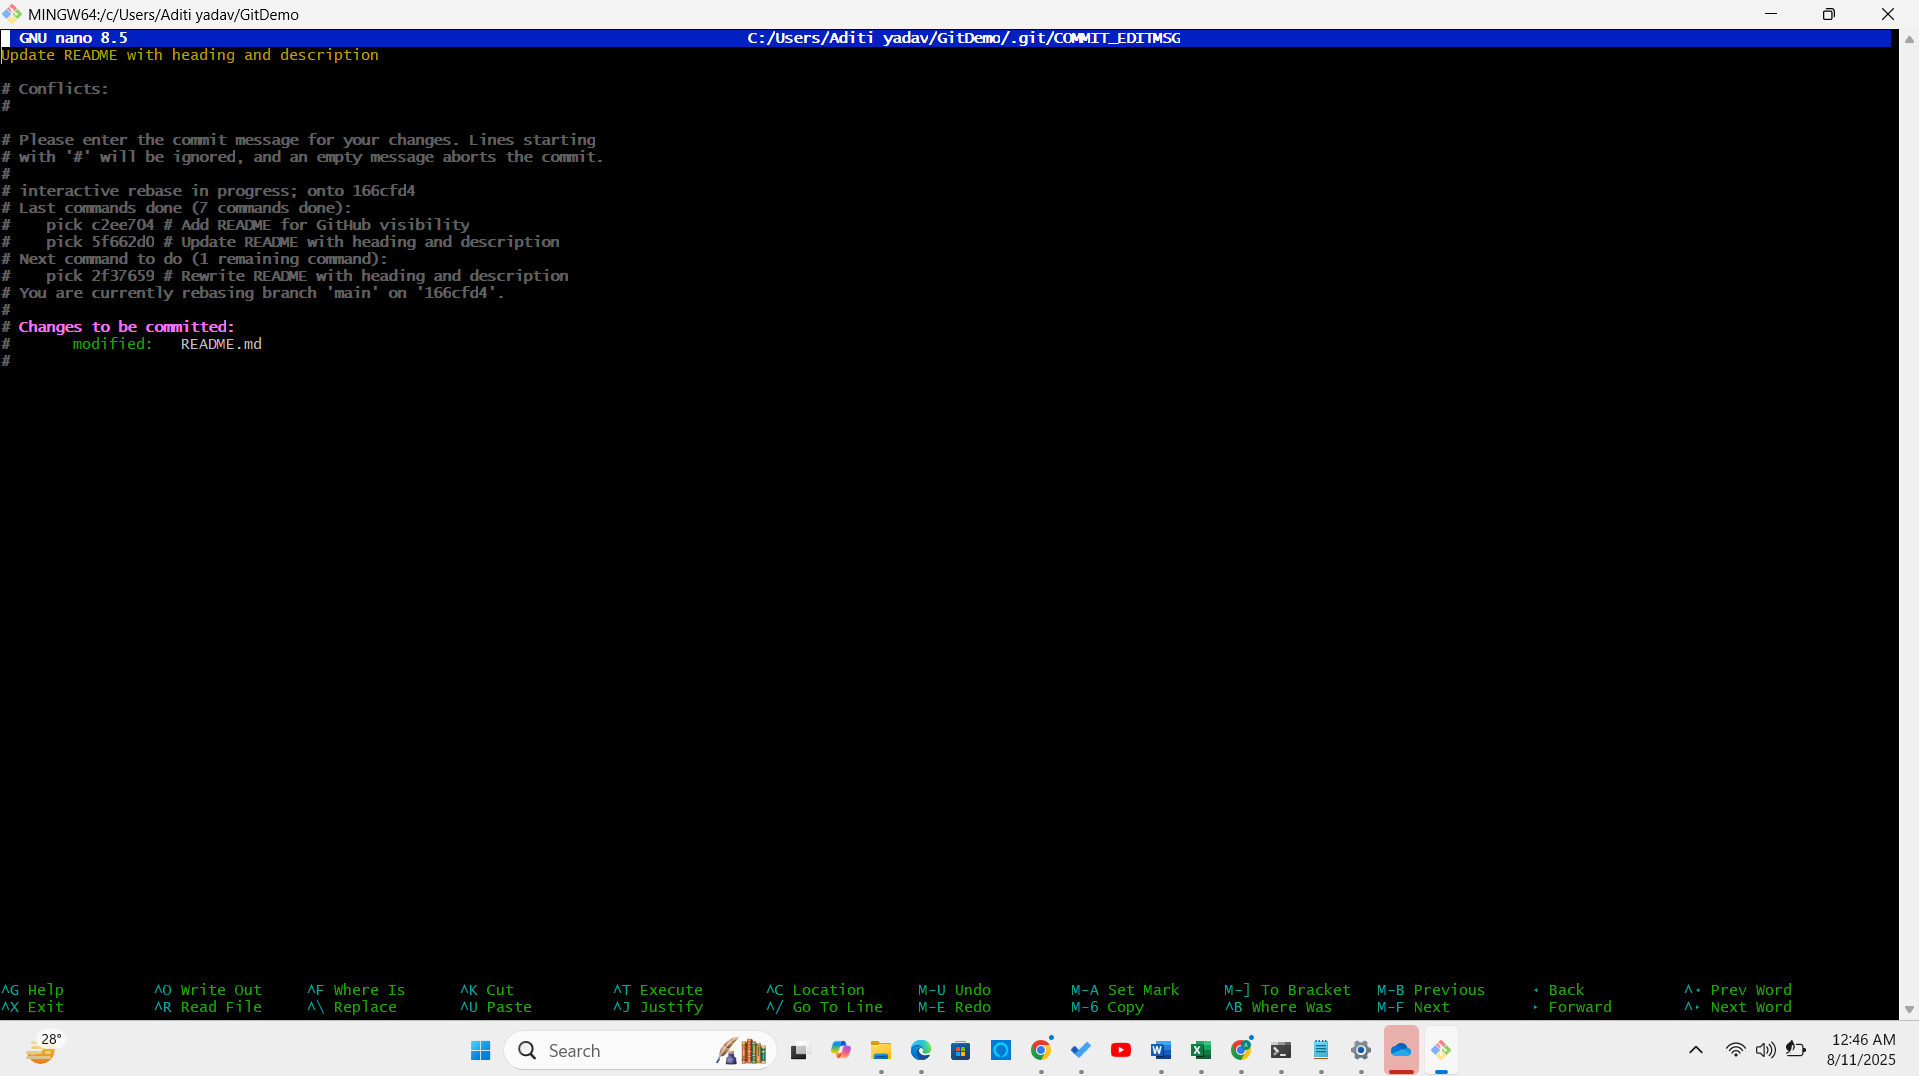 MINGW64:/c/Users/Aditi yadav/GitDemo
GNU nano 8.5 C:/Users/Aditi yadav/GitDemo/.git/COMMIT_EDITMSG
Update README with heading and description
# Conflicts:
#
# Please enter the commit message for your changes. Lines starting
# with '#' will be ignored, and an empty message aborts the commit.
#
# interactive rebase in progress; onto 166cfd4
# Last commands done (7 commands done):
#    pick c2ee704 # Add README for GitHub visibility
#    pick 5f662d0 # Update README with heading and description
# Next command to do (1 remaining command):
#    pick 2f37659 # Rewrite README with heading and description
# You are currently rebasing branch 'main' on '166cfd4'.
#
# Changes to be committed:
#       modified:   README.md
#
^G Help ^O Write Out ^F Where Is ^K Cut ^T Execute ^C Location M-U Undo M-A Set Mark M-] To Bracket M-B Previous ◂ Back ^◂ Prev Word
^X Exit ^R Read File ^\ Replace ^U Paste ^J Justify ^/ Go To Line M-E Redo M-6 Copy ^B Where Was M-F Next ▸ Forward ^▸ Next Word
28°
Search
12:46 AM
8/11/2025